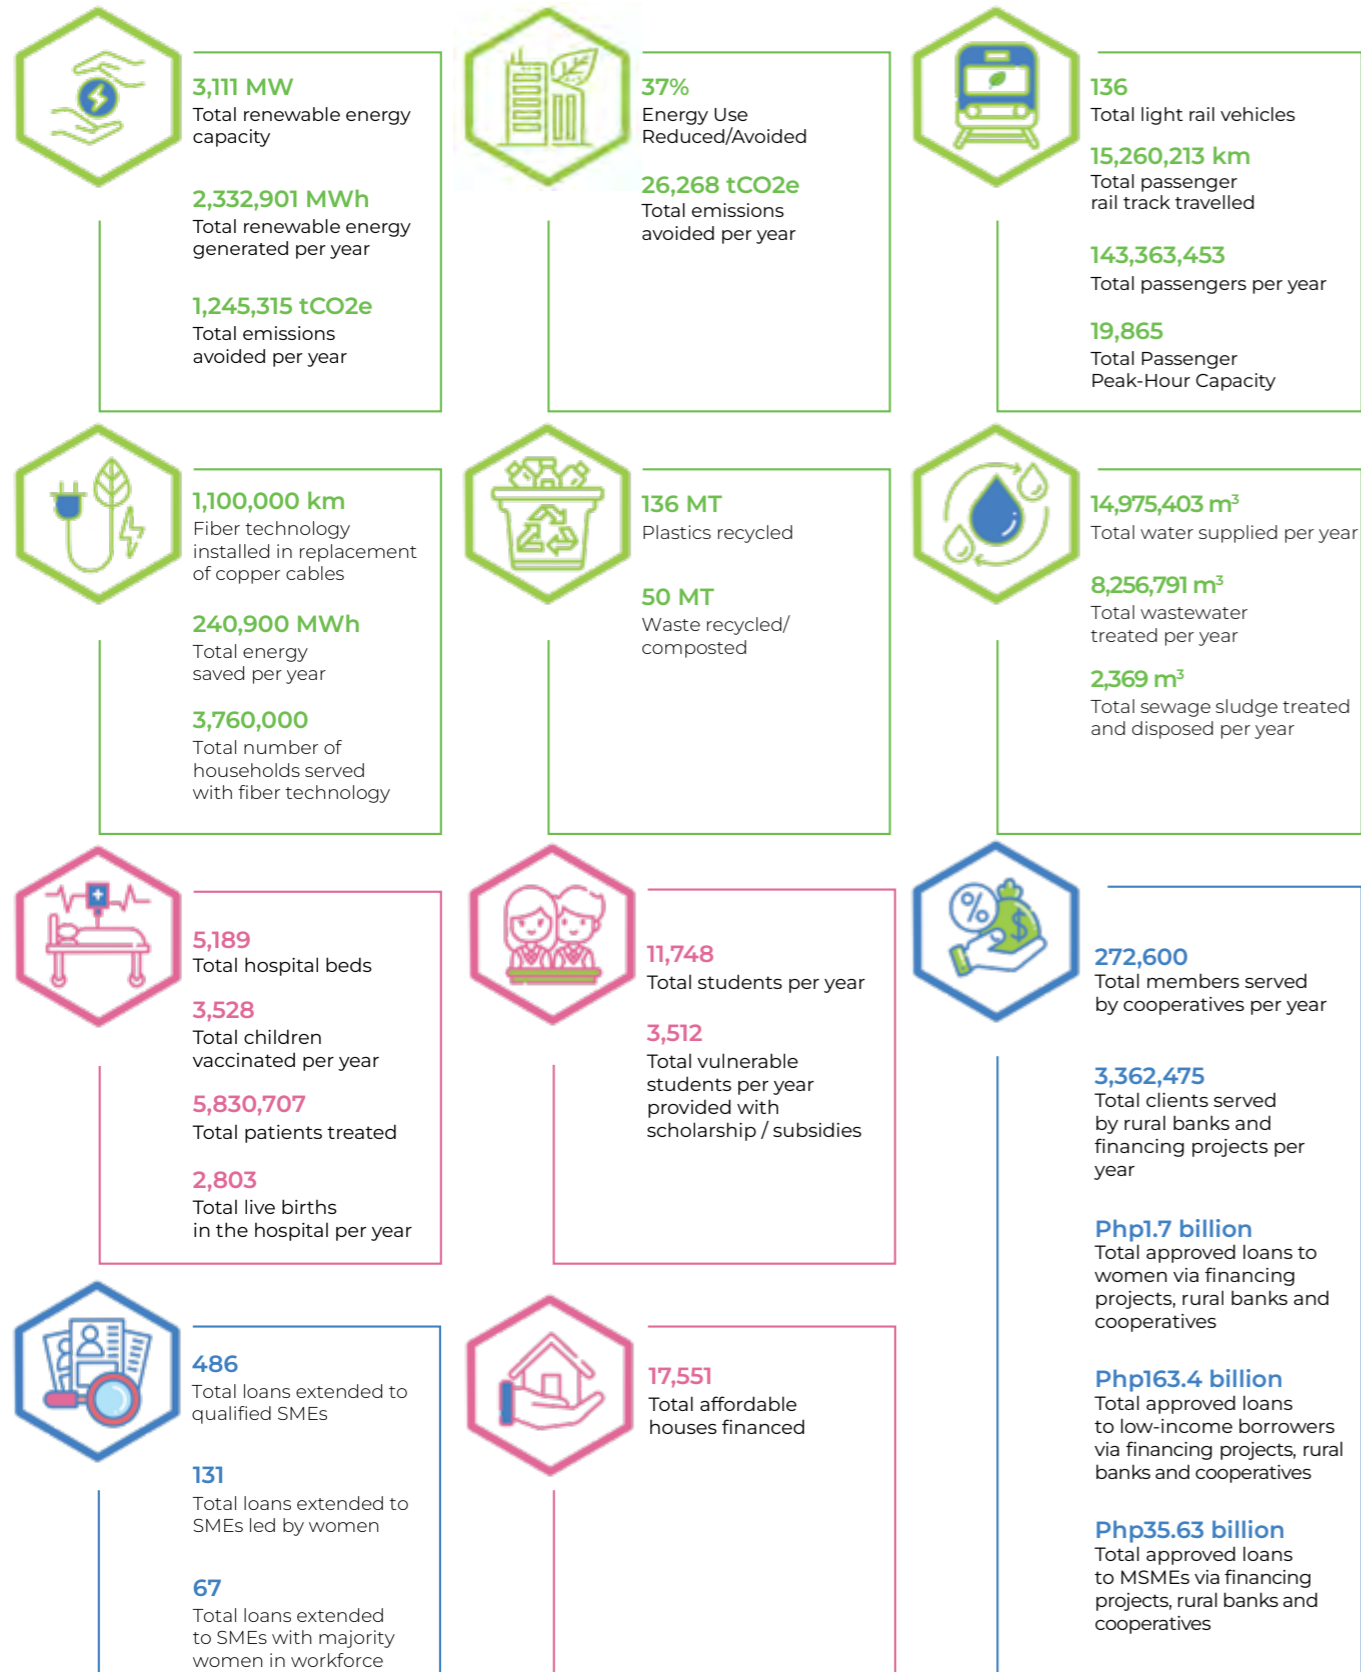 3,111 MW
Total renewable energy
capacity
2,332,901 MWh
Total renewable energy
generated per year
1,245,315 tCO2e
Total emissions
avoided per year
37%
Energy Use
Reduced/Avoided
26,268 tCO2e
Total emissions
avoided per year
136
Total light rail vehicles
15,260,213 km
Total passenger
rail track travelled
143,363,453
Total passengers per year
19,865
Total Passenger
Peak-Hour Capacity
1,100,000 km
Fiber technology
installed in replacement
of copper cables
240,900 MWh
Total energy
saved per year
3,760,000
Total number of
households served
with fiber technology
136 MT
Plastics recycled
50 MT
Waste recycled/
composted
14,975,403 m³
Total water supplied per year
8,256,791 m³
Total wastewater
treated per year
2,369 m³
Total sewage sludge treated
and disposed per year
5,189
Total hospital beds
3,528
Total children
vaccinated per year
5,830,707
Total patients treated
2,803
Total live births
in the hospital per year
11,748
Total students per year
3,512
Total vulnerable
students per year
provided with
scholarship / subsidies
%
$
272,600
Total members served
by cooperatives per year
3,362,475
Total clients served
by rural banks and
financing projects per
year
Php1.7 billion
Total approved loans to
women via financing
projects, rural banks and
cooperatives
Php163.4 billion
Total approved loans
to low-income borrowers
via financing projects, rural
banks and cooperatives
Php35.63 billion
Total approved loans
to MSMEs via financing
projects, rural banks and
cooperatives
486
Total loans extended to
qualified SMEs
131
Total loans extended to
SMEs led by women
67
Total loans extended
to SMEs with majority
women in workforce
17,551
Total affordable
houses financed